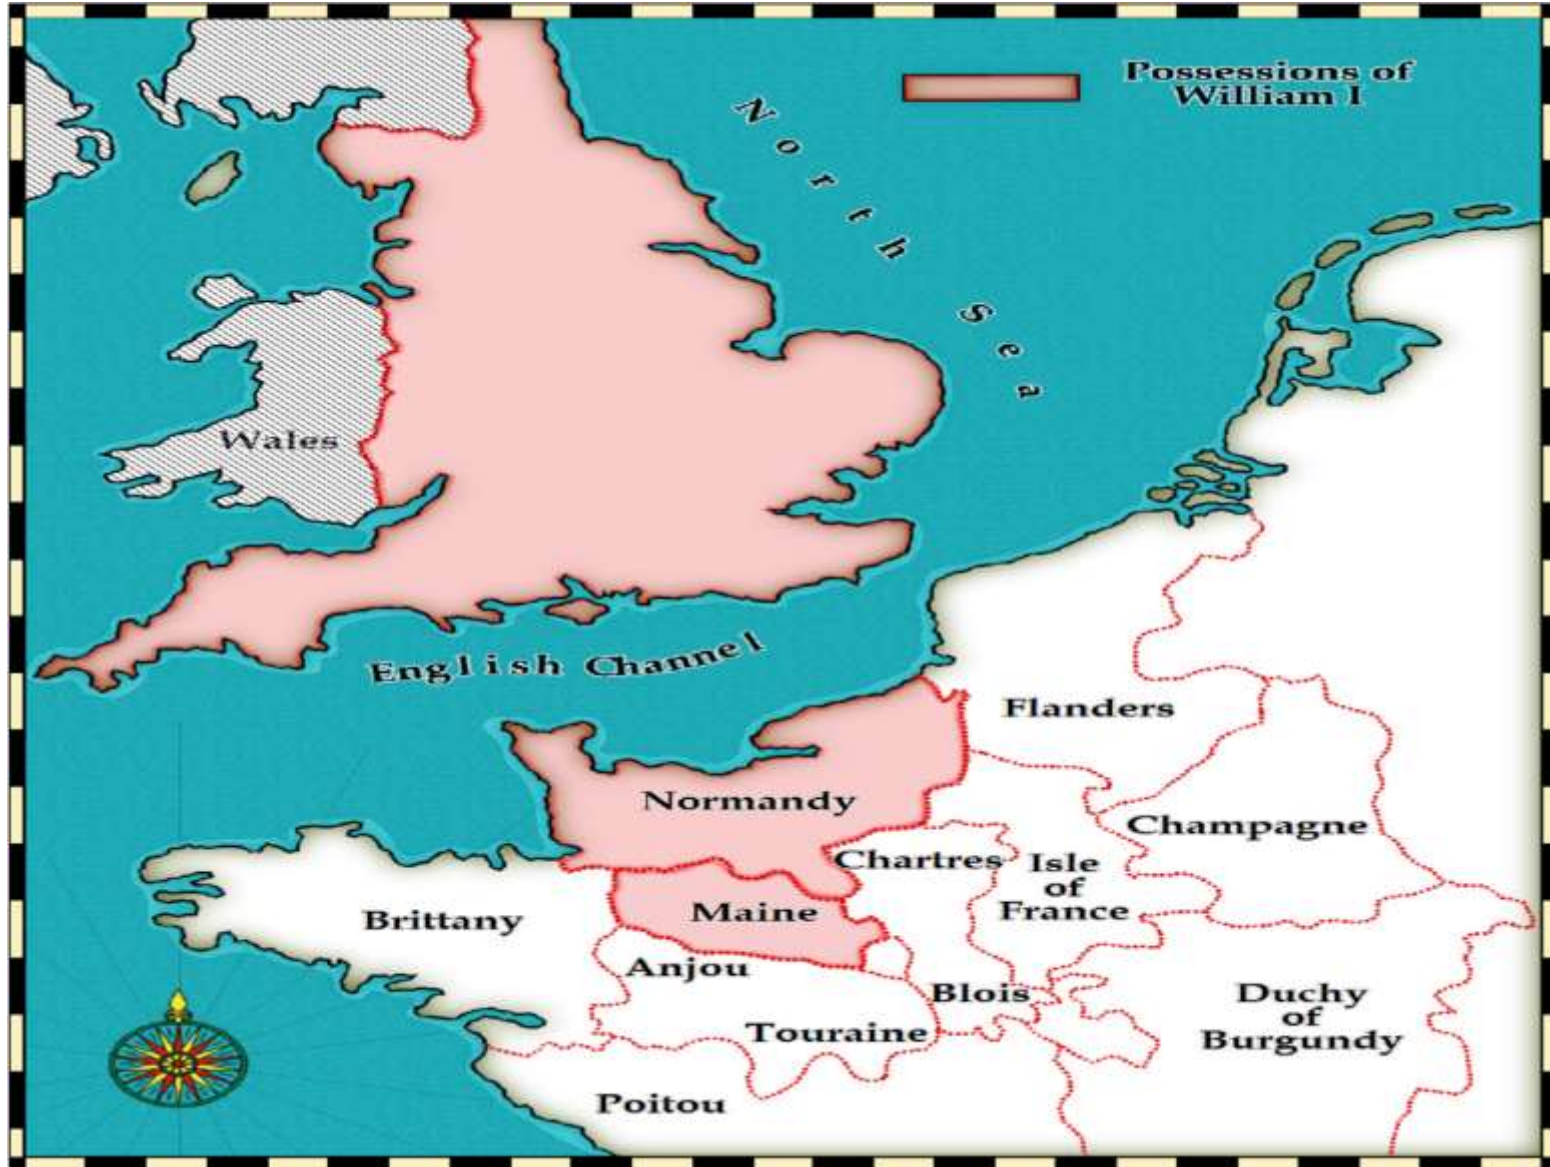 Possessions of
William I
North Sea
Wales
English Channel
Flanders
Normandy
Champagne
Chartres
Isle
of
France
Maine
Brittany
Anjou
Blois
Duchy
of
Burgundy
Touraine
Poitou